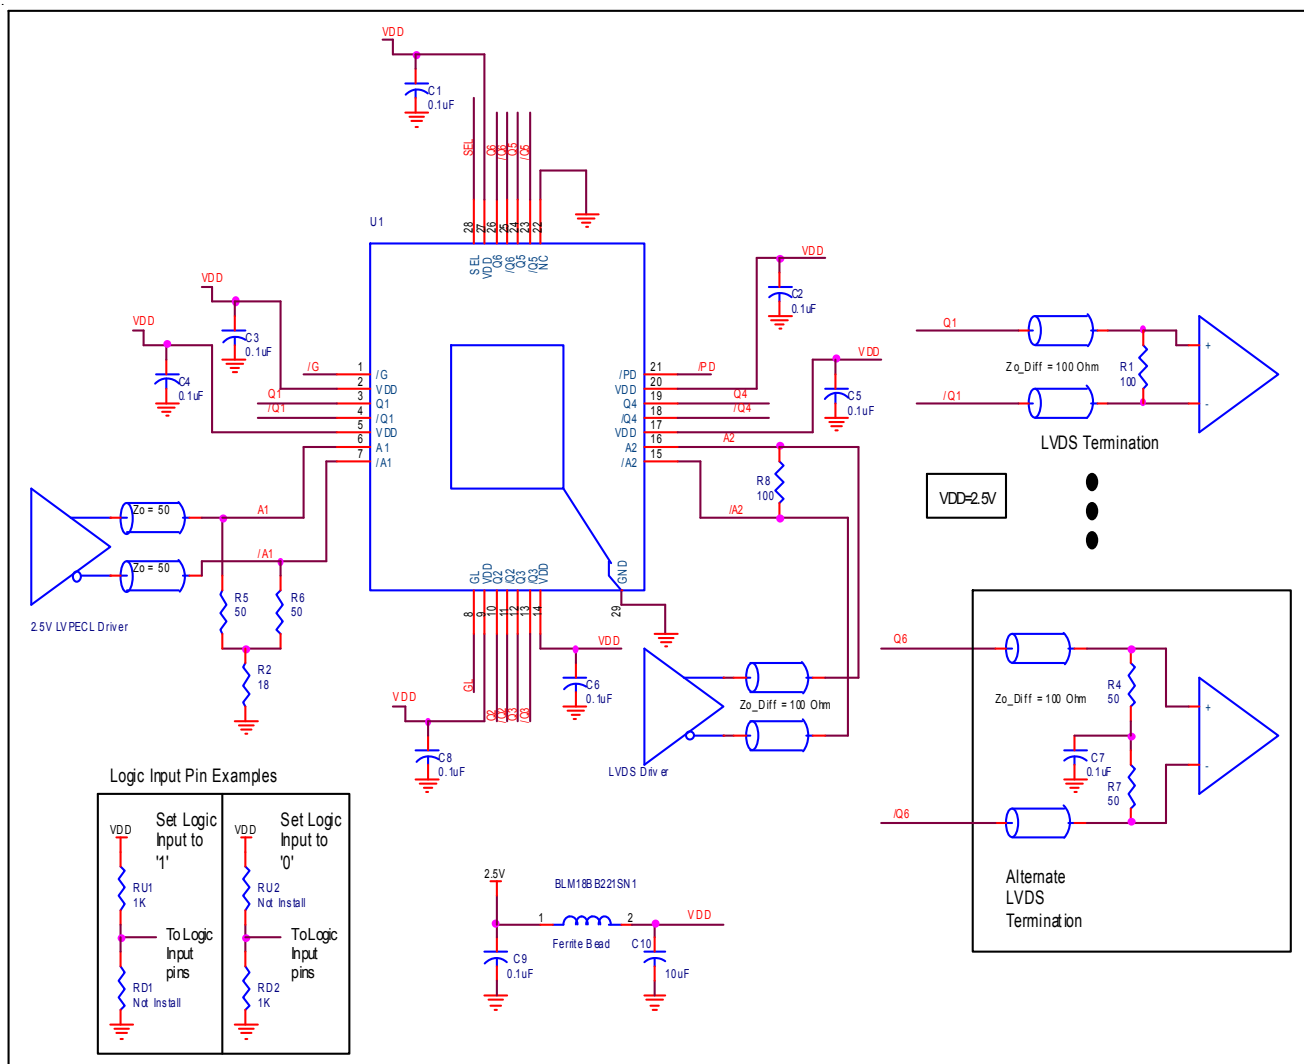 VDD
C1
0.1uF
SEL
Q6
/Q6
Q5
/Q5
U1
28
27
26
25
24
23
22
SEL
VDD
Q6
/Q6
Q5
/Q5
NC
VDD
C2
0.1uF
VDD
C3
0.1uF
VDD
C4
0.1uF
VDD
C5
0.1uF
/G
Q1
/Q1
1
2
3
4
5
6
7
/G
VDD
Q1
/Q1
VDD
A1
/A1
/PD
VDD
Q4
/Q4
VDD
A2
/A2
21
20
19
18
17
16
15
/PD
Q4
/Q4
A2
R8
100
/A2
Q1
/Q1
Zo_Diff = 100 Ohm
R1
100
+
-
LVDS Termination
VDD=2.5V
Zo = 50
Zo = 50
A1
/A1
R5
50
R6
50
R2
18
2.5V LVPECL Driver
GL
VDD
Q2
/Q2
Q3
/Q3
VDD
GND
8
9
10
11
12
13
14
29
GL
Q2
/Q2
Q3
/Q3
VDD
C6
0.1uF
VDD
C8
0.1uF
Zo_Diff = 100 Ohm
LVDS Driver
Q6
/Q6
Zo_Diff = 100 Ohm
R4
50
C7
0.1uF
R7
50
+
-
Alternate
LVDS
Termination
Logic Input Pin Examples
VDD
Set Logic
Input to
'1'
RU1
1K
To Logic
Input
pins
RD1
Not Install
VDD
Set Logic
Input to
'0'
RU2
Not Install
To Logic
Input
pins
RD2
1K
2.5V
BLM18BB221SN1
1
2
VDD
Ferrite Bead
C9
0.1uF
C10
10uF